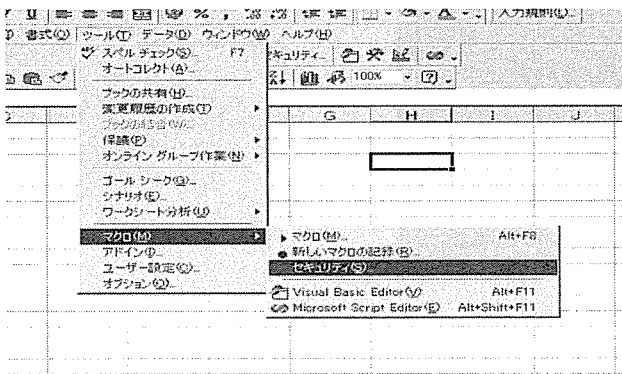 U % ,
入力規則(L)...
書式(O) ツール(T) データ(D) ウィンドウ(W) ヘルプ(H)
スペル チェック(S)... F7
セキュリティ...
オートコレクト(A)...
100%
ブックの共有(H)...
変更履歴の作成(T)
ブックの結合(W)...
保護(P)
オンライン グループ作業(N)
G H I J
ゴール シーク(G)...
シナリオ(E)...
ワークシート分析(U)
マクロ(M)
マクロ(M)... Alt+F8
アドイン(I)...
新しいマクロの記録(R)...
ユーザー設定(C)...
セキュリティ(S)...
オプション(O)...
Visual Basic Editor(V) Alt+F11
Microsoft Script Editor(E) Alt+Shift+F11